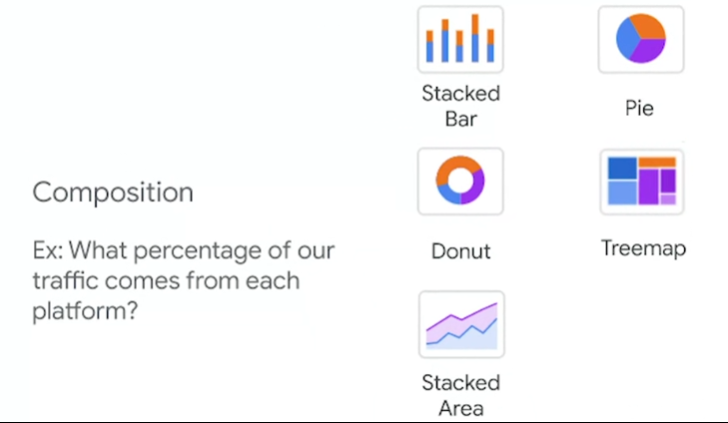 Composition
Ex: What percentage of our
traffic comes from each
platform?
Stacked
Bar
Pie
Donut
Treemap
Stacked
Area